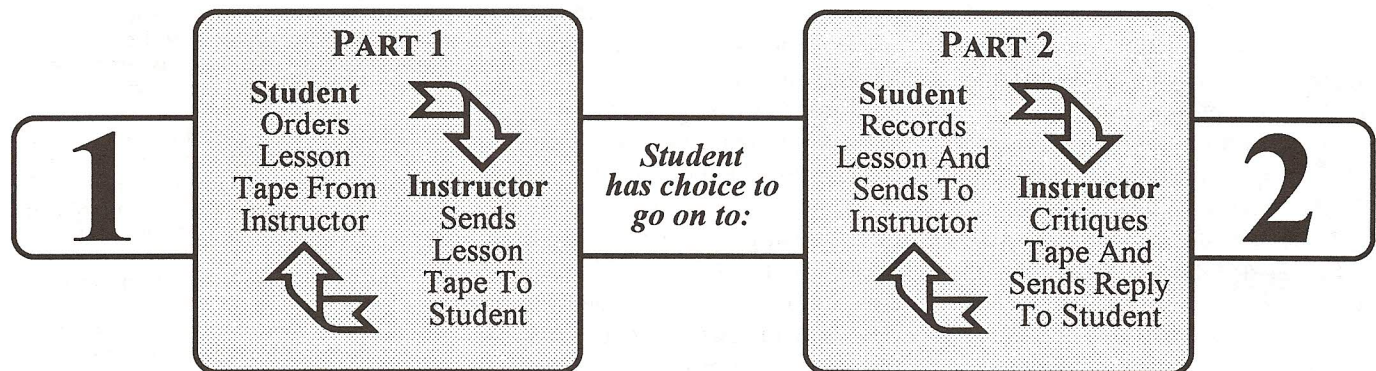 1
PART 1
Student
Orders
Lesson
Tape From
Instructor
Instructor
Sends
Lesson
Tape To
Student
Student
has choice to
go on to:
PART 2
Student
Records
Lesson And
Sends To
Instructor
Instructor
Critiques
Tape And
Sends Reply
To Student
2